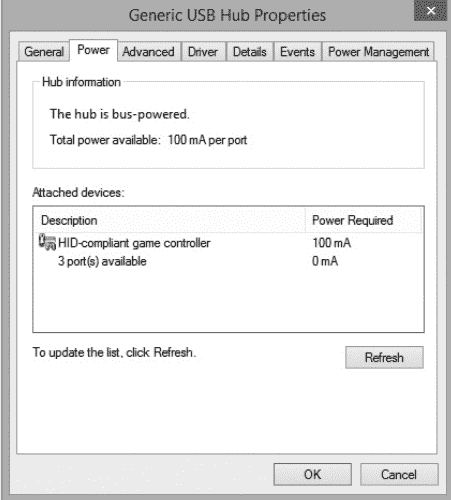 Generic USB Hub Properties
x
General Power Advanced Driver Details Events Power Management
Hub information
The hub is bus-powered.
Total power available: 100 mA per port
Attached devices:
Description Power Required
HID-compliant game controller 100 mA
3 port(s) available 0 mA
To update the list, click Refresh.
Refresh
OK Cancel